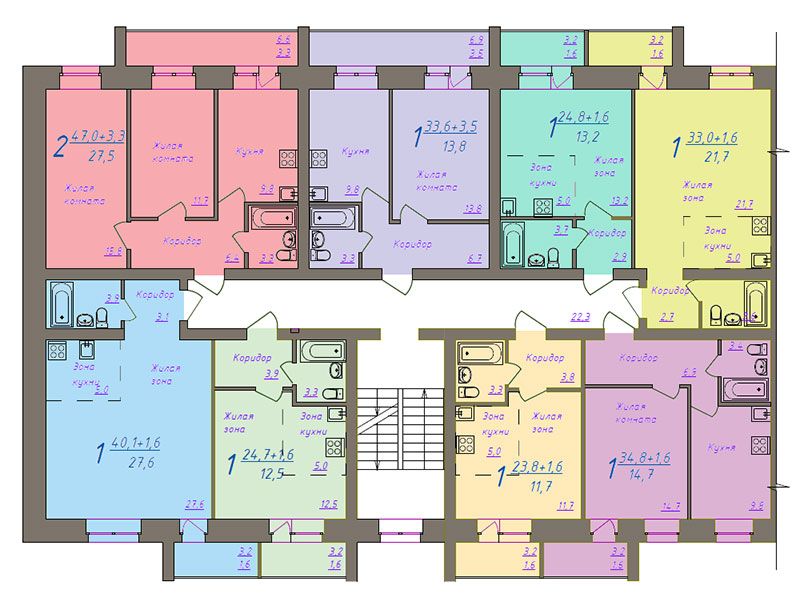 6.6
3.3
6.9
3.5
3.2
1.6
3.2
1.6
2
47,0+3,3
27,5
Жилая
комната
15.8
Жилая
комната
11.7
Кухня
9.8
Коридор
6.4
3.3
Кухня
9.8
1
33,6+3,5
13,8
Жилая
комната
13.8
3.3
Коридор
6.7
1
24,8+1,6
13,2
Зона
кухни
5.0
Жилая
зона
13.2
3.7
Коридор
2.9
1
33,0+1,6
21,7
Жилая
зона
21.7
Зона
кухни
5.0
Коридор
2.7
3.9
Коридор
3.1
22.3
Зона
кухни
5.0
Жилая
зона
1
40,1+1,6
27,6
27.6
Коридор
3.9
3.3
Жилая
зона
Зона
кухни
5.0
1
24,7+1,6
12,5
12.5
3.3
Коридор
3.8
Зона
кухни
5.0
Жилая
зона
1
23,8+1,6
11,7
11.7
Коридор
6.9
3.4
Жилая
комната
1
34,8+1,6
14,7
14.7
Кухня
9.8
3.2
1.6
3.2
1.6
3.2
1.6
3.2
1.6